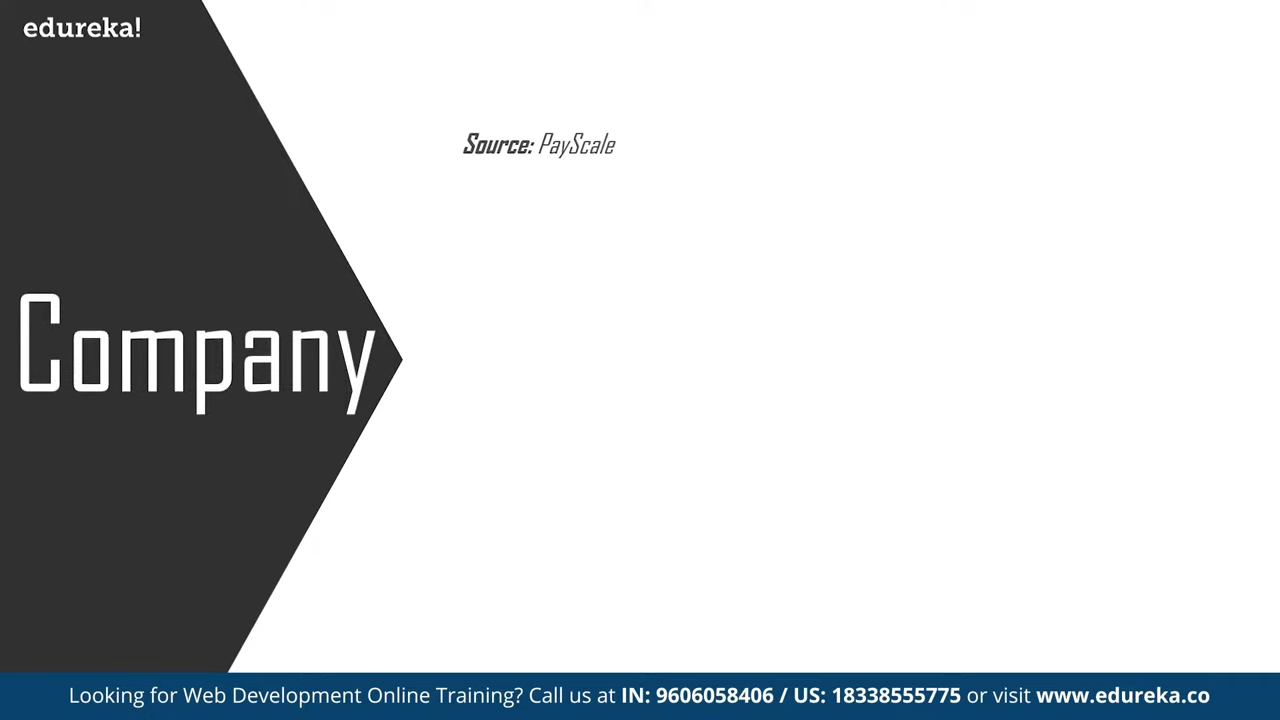 edureka!
Source: PayScale
Company
Looking for Web Development Online Training? Call us at IN: 9606058406 / US: 18338555775 or visit www.edureka.co